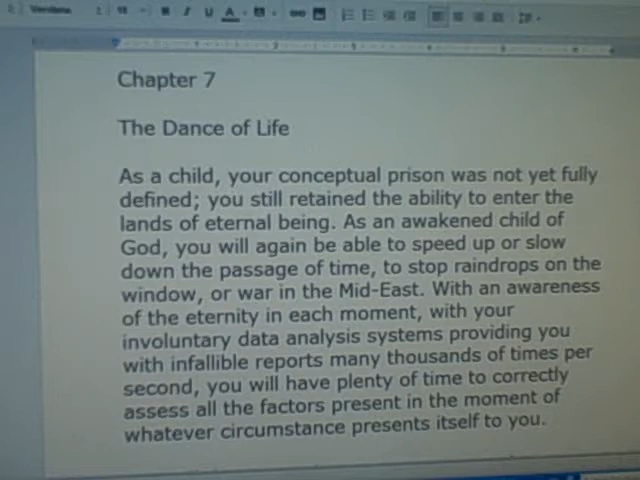 Verdana
Chapter 7
The Dance of Life
As a child, your conceptual prison was not yet fully
defined; you still retained the ability to enter the
lands of eternal being. As an awakened child of
God, you will again be able to speed up or slow
down the passage of time, to stop raindrops on the
window, or war in the Mid-East. With an awareness
of the eternity in each moment, with your
involuntary data analysis systems providing you
with infallible reports many thousands of times per
second, you will have plenty of time to correctly
assess all the factors present in the moment of
whatever circumstance presents itself to you.